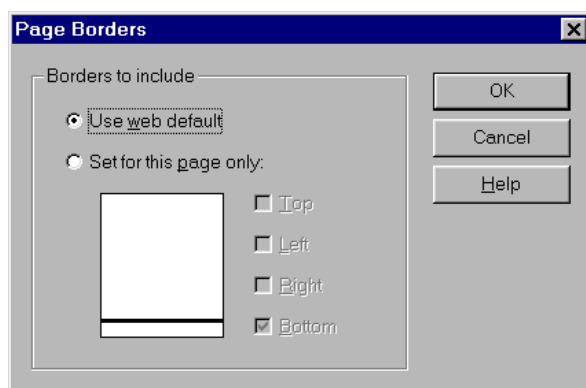 Page Borders
Borders to include
Use web default
Set for this page only:
Top
Left
Right
Bottom
OK
Cancel
Help